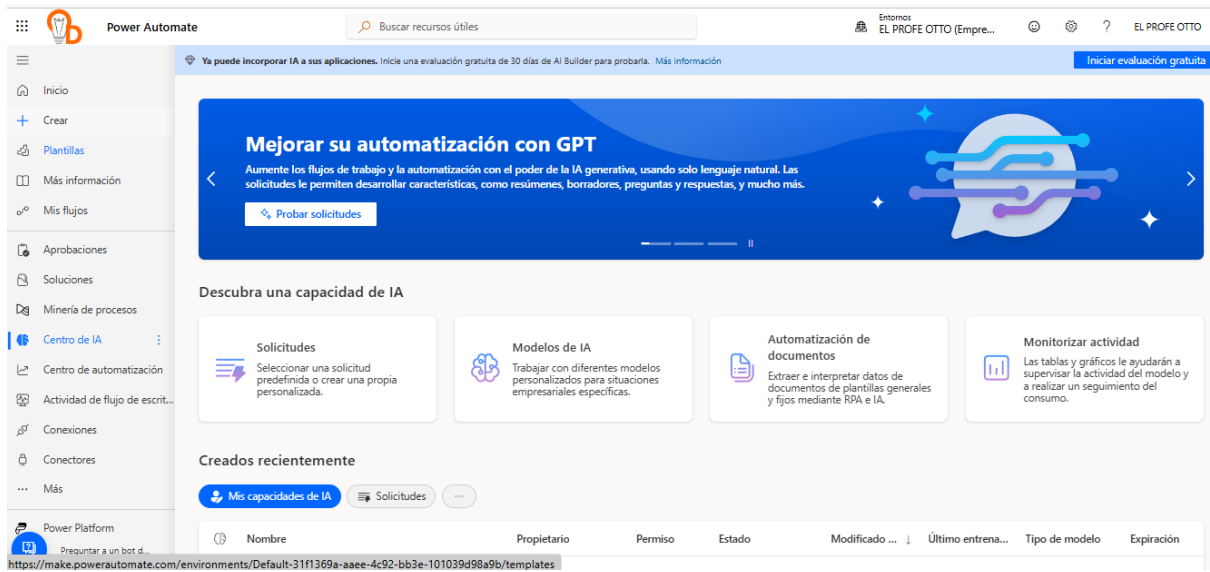 Power Automate
Buscar recursos útiles
Entornos
EL PROFE OTTO (Empre...
?
EL PROFE OTTO
Ya puede incorporar IA a sus aplicaciones. Inicie una evaluación gratuita de 30 días de AI Builder para probarla. Más información
Iniciar evaluación gratuita
Inicio
Crear
Plantillas
Más información
Mis flujos
Aprobaciones
Soluciones
Minería de procesos
Centro de IA
Centro de automatización
Actividad de flujo de escrit...
Conexiones
Conectores
Más
Power Platform
Preguntar a un bot d...
Mejorar su automatización con GPT
Aumente los flujos de trabajo y la automatización con el poder de la IA generativa, usando solo lenguaje natural. Las
solicitudes le permiten desarrollar características, como resúmenes, borradores, preguntas y respuestas, y mucho más.
Probar solicitudes
Descubra una capacidad de IA
Solicitudes
Seleccionar una solicitud
predefinida o crear una propia
personalizada.
Modelos de IA
Trabajar con diferentes modelos
personalizados para situaciones
empresariales específicas.
Automatización de
documentos
Extraer e interpretar datos de
documentos de plantillas generales
y fijos mediante RPA e IA.
Monitorizar actividad
Las tablas y gráficos le ayudarán a
supervisar la actividad del modelo y
a realizar un seguimiento del
consumo.
Creados recientemente
Mis capacidades de IA
Solicitudes
...
Nombre
Propietario
Permiso
Estado
Modificado ... ↓
Último entrena...
Tipo de modelo
Expiración
https://make.powerautomate.com/environments/Default-31f1369a-aaee-4c92-bb3e-101039d98a9b/templates